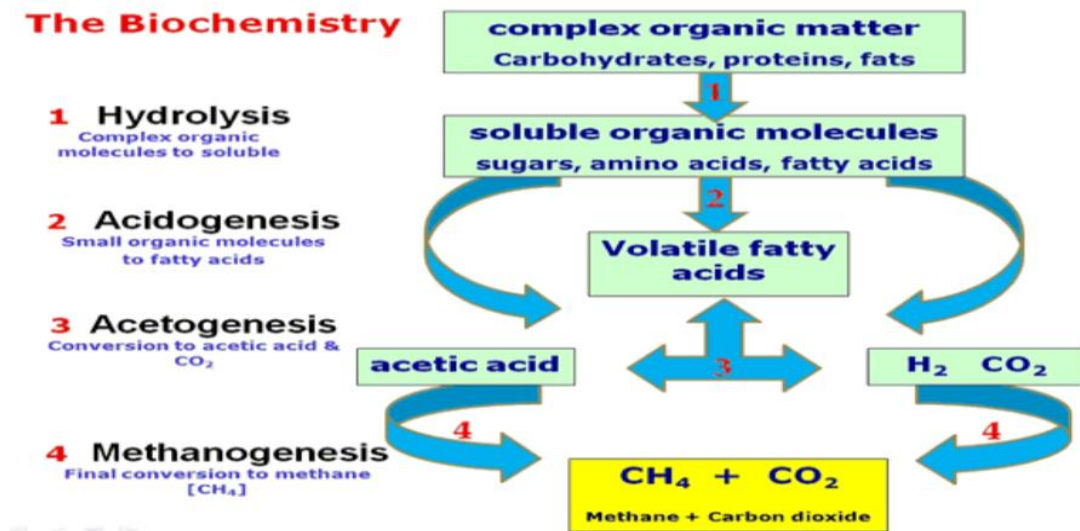 The Biochemistry
1 Hydrolysis
Complex organic
molecules to soluble
2 Acidogenesis
Small organic molecules
to fatty acids
3 Acetogenesis
Conversion to acetic acid &
CO₂
4 Methanogenesis
Final conversion to methane
[CH₄]
complex organic matter
Carbohydrates, proteins, fats
1
soluble organic molecules
sugars, amino acids, fatty acids
2
Volatile fatty
acids
3
acetic acid
H₂ CO₂
4
4
CH₄ + CO₂
Methane + Carbon dioxide